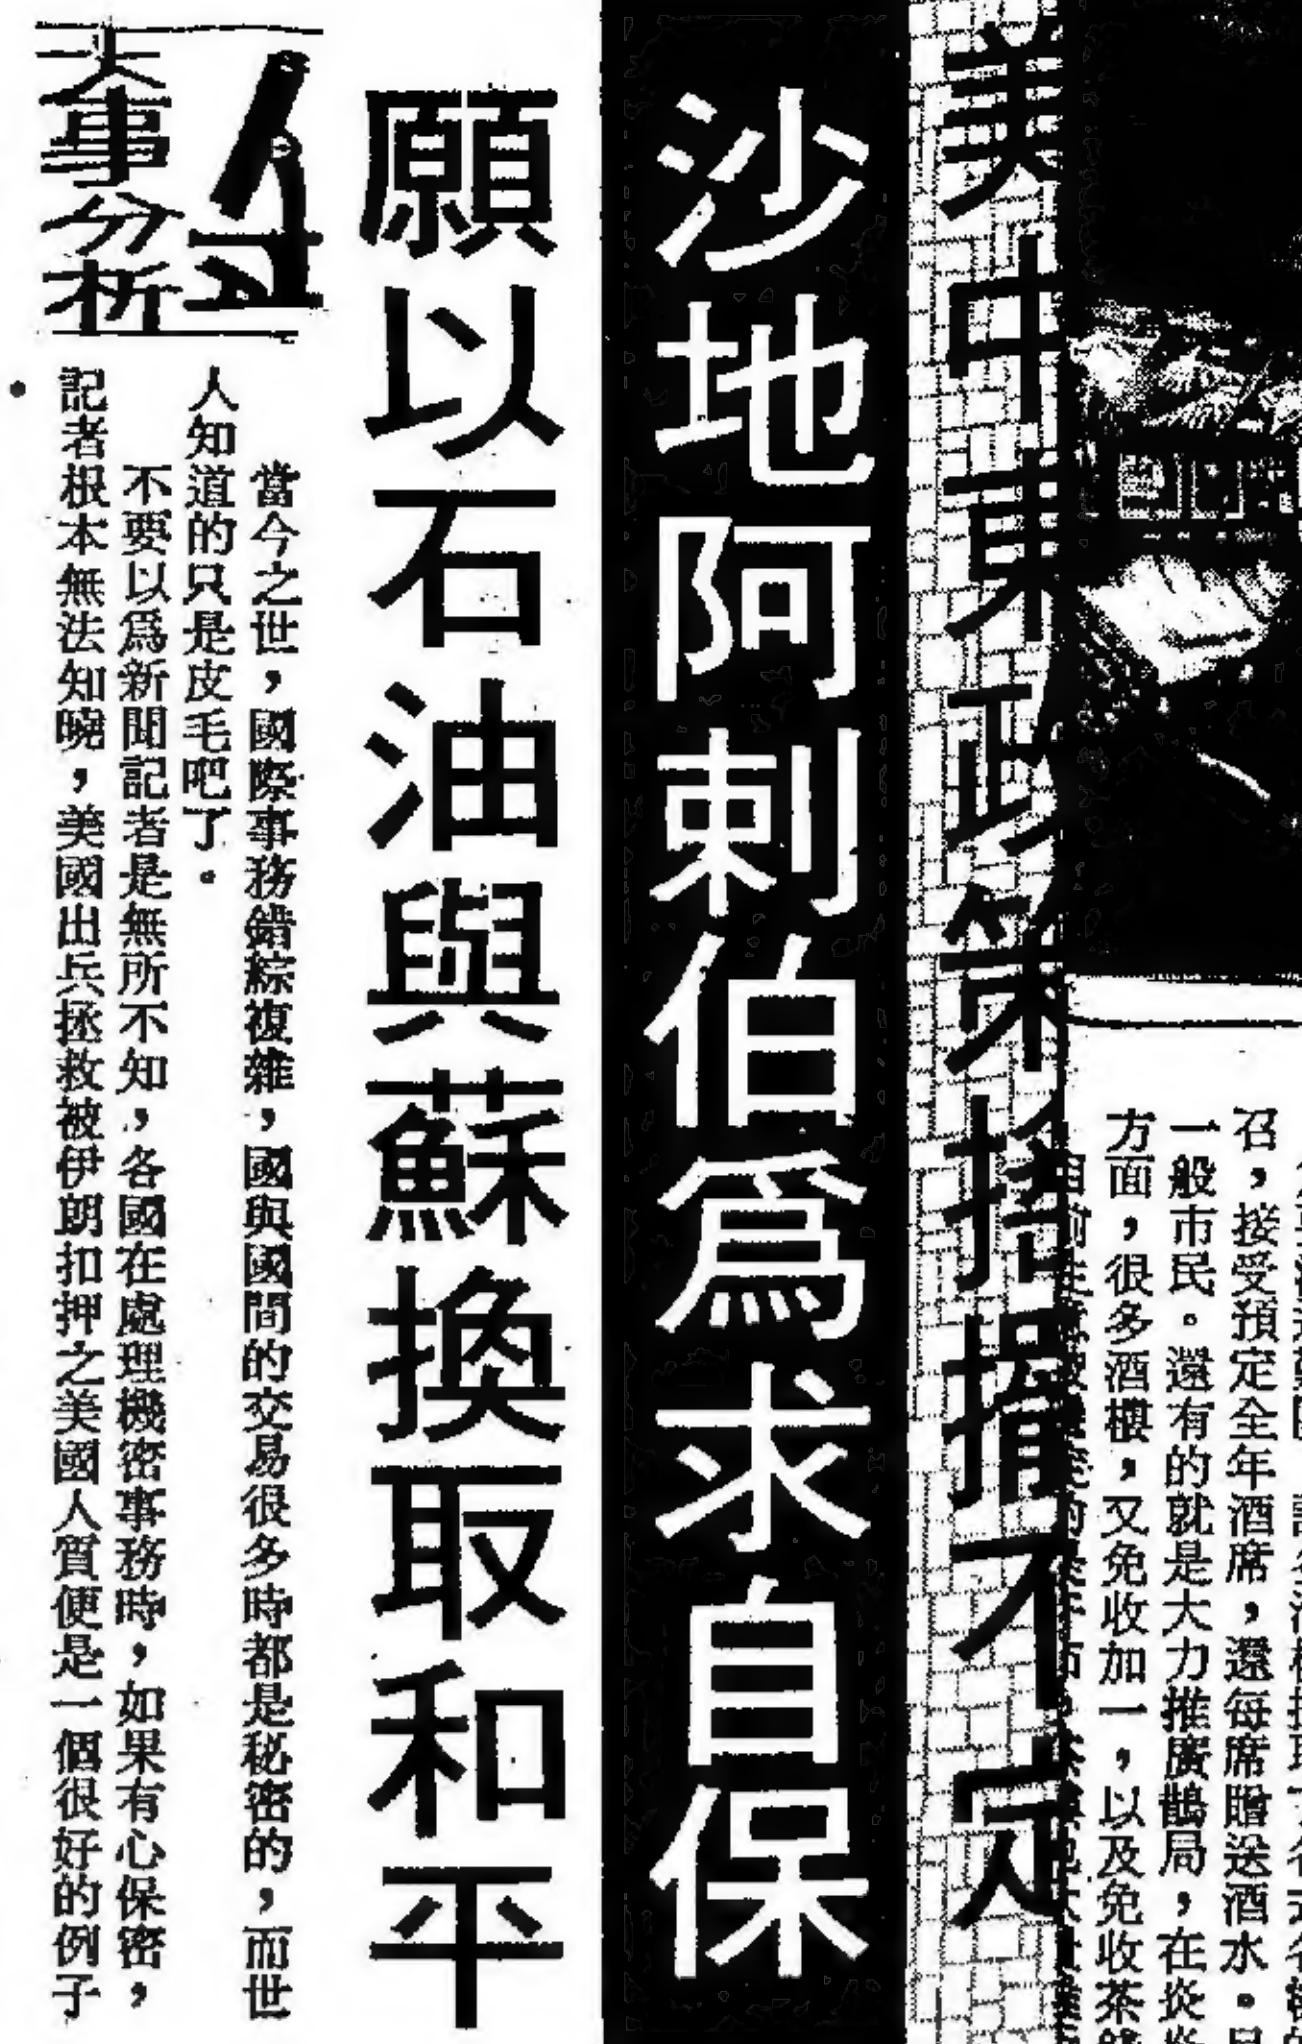 召，接受預定全年酒席，還每席贈送酒水。
一般市民。還有的就是大力推廣鵲局，在炎
方面，很多酒樓，又免收加一，以及免收茶
美中東政策不定
沙地阿剌伯爲求自保
願以石油與蘇換取和平
大事分析
當今之世，國際事務錯綜複雜，國與國間的交易很多時都是秘密的，而世
人知道的只是皮毛吧了。
不要以爲新聞記者是無所不知，各國在處理機密事務時，如果有心保密，
記者根本無法知曉，美國出兵拯救被伊朗扣押之美國人質便是一個很好的例子
。